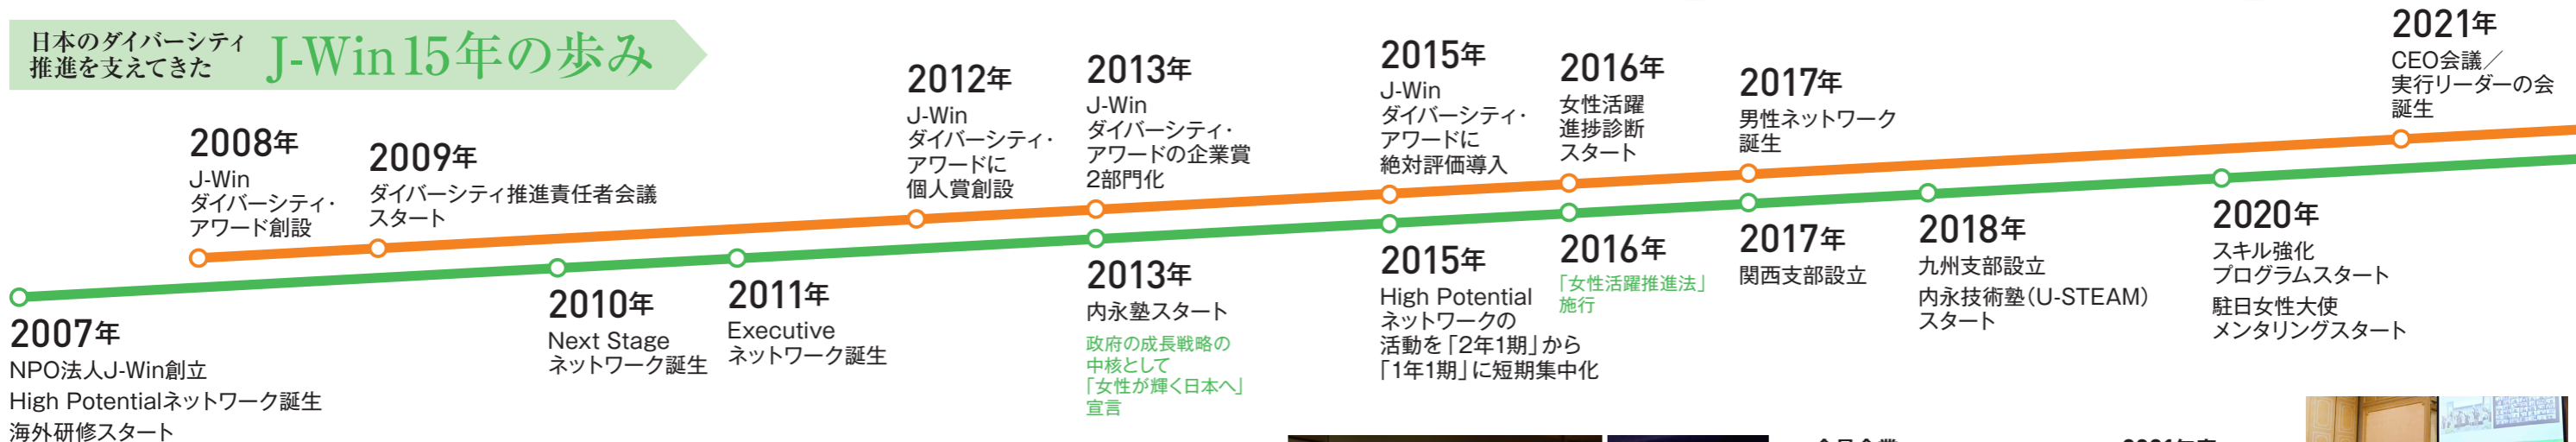 日本のダイバーシティ
推進を支えてきた
J-Win 15年の歩み
2008年
J-Win
ダイバーシティ・
アワード創設
2009年
ダイバーシティ推進責任者会議
スタート
2012年
J-Win
ダイバーシティ・
アワードに
個人賞創設
2013年
J-Win
ダイバーシティ・
アワードの企業賞
2部門化
2015年
J-Win
ダイバーシティ・
アワードに
絶対評価導入
2016年
女性活躍
進捗診断
スタート
2017年
男性ネットワーク
誕生
2021年
CEO会議／
実行リーダーの会
誕生
2007年
NPO法人J-Win創立
High Potentialネットワーク誕生
海外研修スタート
2010年
Next Stage
ネットワーク誕生
2011年
Executive
ネットワーク誕生
2013年
内永塾スタート
政府の成長戦略の
中核として
「女性が輝く日本へ」
宣言
2015年
High Potential
ネットワークの
活動を「2年1期」から
「1年1期」に短期集中化
2016年
「女性活躍推進法」
施行
2017年
関西支部設立
2018年
九州支部設立
内永技術塾（U-STEAM）
スタート
2020年
スキル強化
プログラムスタート
駐日女性大使
メンタリングスタート